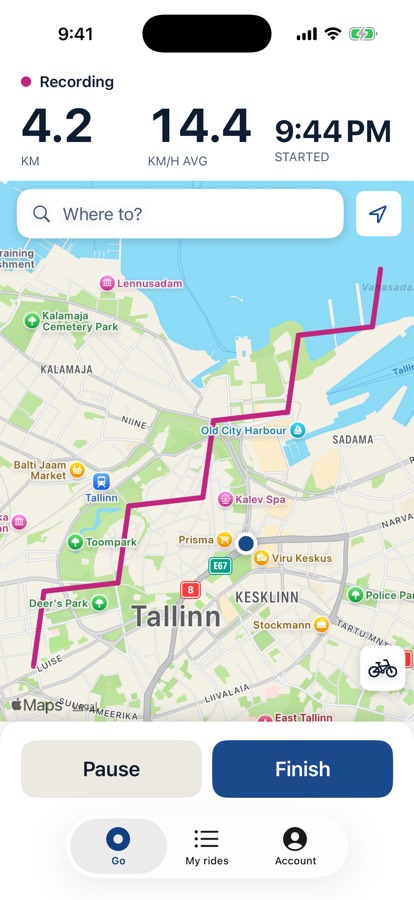 9:41
Recording
4.2
14.4
9:44 PM
KM
KM/H AVG
STARTED
Where to?
Lennusadam
Kalamaja
Cemetery Park
KALAMAJA
NIINE
Old City Harbour
SADAMA
Balti Jaam
Market
Tallinn
Kalev Spa
Toompark
Prisma
Viru Keskus
E67
8
Deer's Park
Tallinn
KESKLINN
Stockmann
LUISE
LIIVALAIA
Maps
Legal
East Tallinn
Pause
Finish
Go
My rides
Account